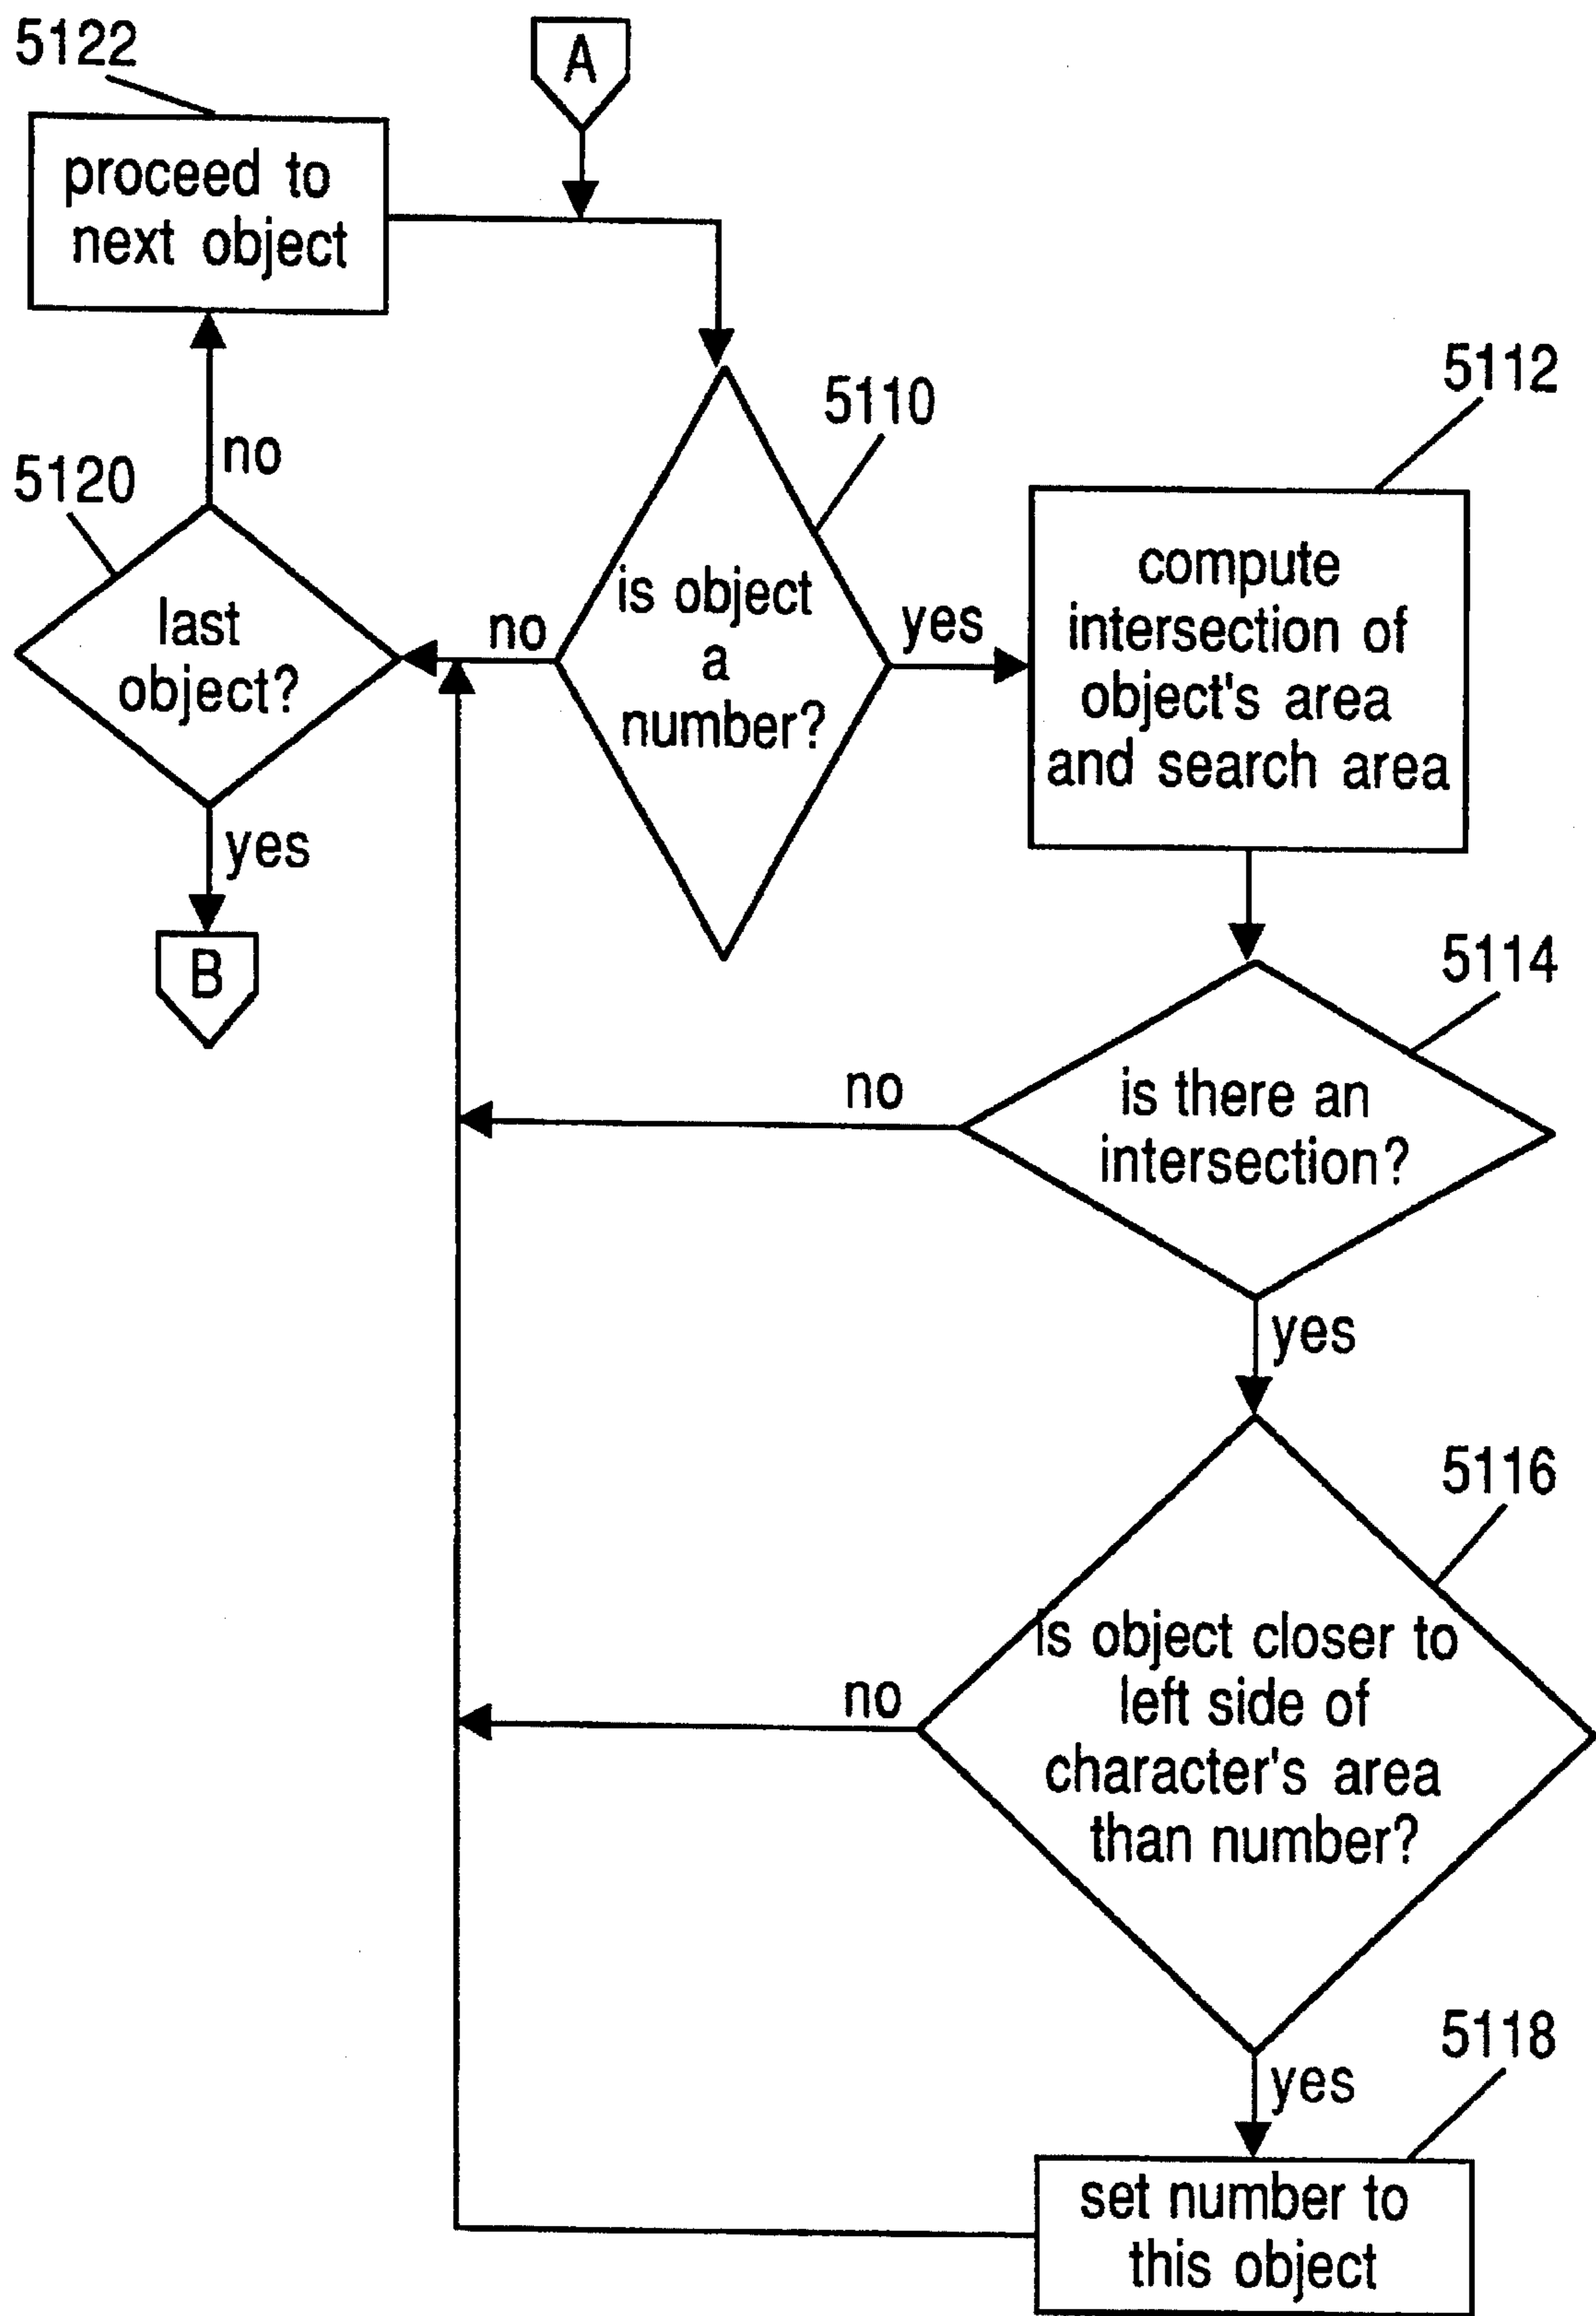 5122
A
proceed to
next object
5112
5110
no
5120
compute
is object
yes
intersection of
last
no
a
object's area
object?
number?
and search area
yes
5114
B
no
is there an
intersection?
yes
5116
is object closer to
no
left side of
character's area
than number?
5118
yes
set number to
this object